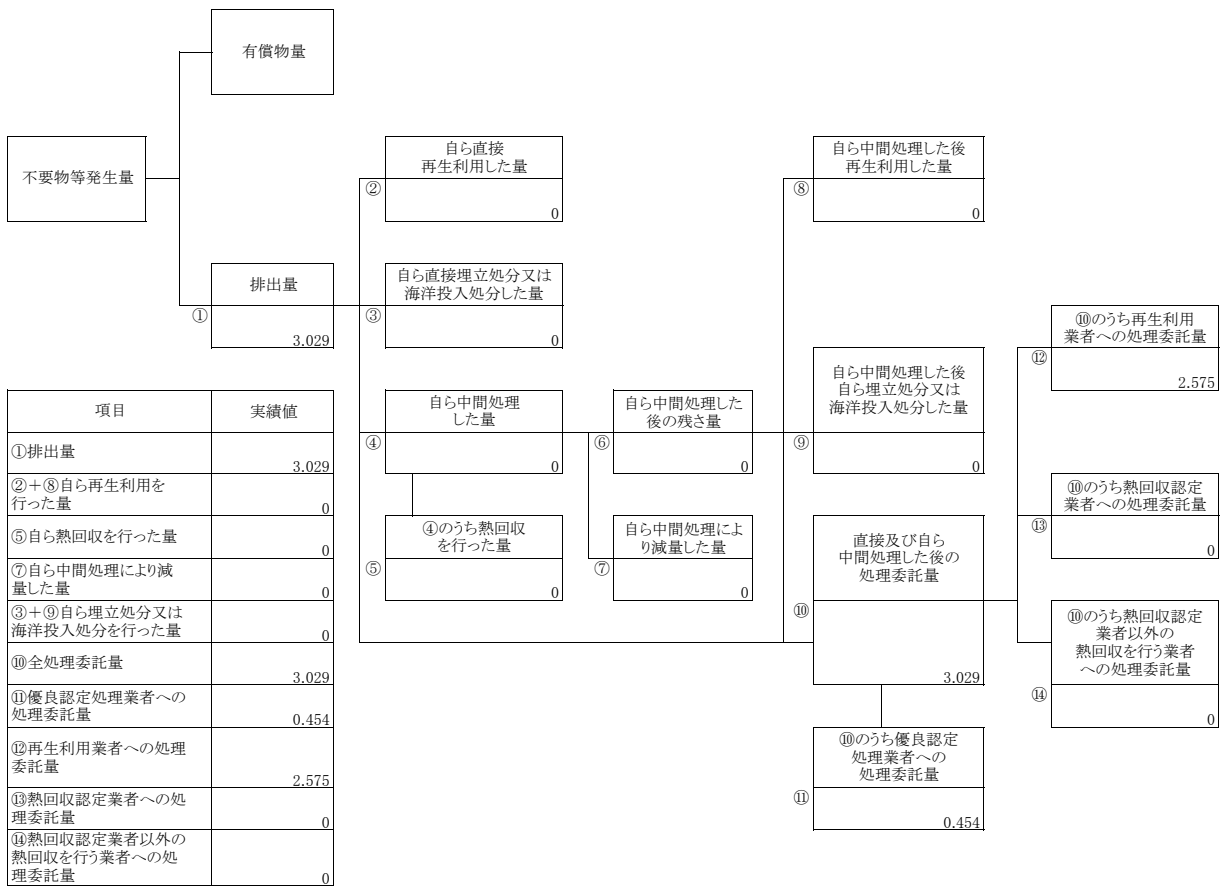 有償物量
不要物等発生量
自ら直接
再生利用した量
②
0
自ら中間処理した後
再生利用した量
⑧
0
排出量
①
3.029
自ら直接埋立処分又は
海洋投入処分した量
③
0
⑩のうち再生利用
業者への処理委託量
⑫
2.575
自ら中間処理
した量
④
0
自ら中間処理した
後の残さ量
⑥
0
自ら中間処理した後
自ら埋立処分又は
海洋投入処分した量
⑨
0
⑩のうち熱回収認定
業者への処理委託量
⑬
0
④のうち熱回収
を行った量
⑤
0
自ら中間処理によ
り減量した量
⑦
0
直接及び自ら
中間処理した後の
処理委託量
⑩
3.029
⑩のうち熱回収認定
業者以外の
熱回収を行う業者
への処理委託量
⑭
0
⑩のうち優良認定
処理業者への
処理委託量
⑪
0.454
項目 実績値
①排出量
3.029
②＋⑧自ら再生利用を
行った量
0
⑤自ら熱回収を行った量
0
⑦自ら中間処理により減
量した量
0
③＋⑨自ら埋立処分又は
海洋投入処分を行った量
0
⑩全処理委託量
3.029
⑪優良認定処理業者への
処理委託量
0.454
⑫再生利用業者への処理
委託量
2.575
⑬熱回収認定業者への処
理委託量
0
⑭熱回収認定業者以外の
熱回収を行う業者への処
理委託量
0